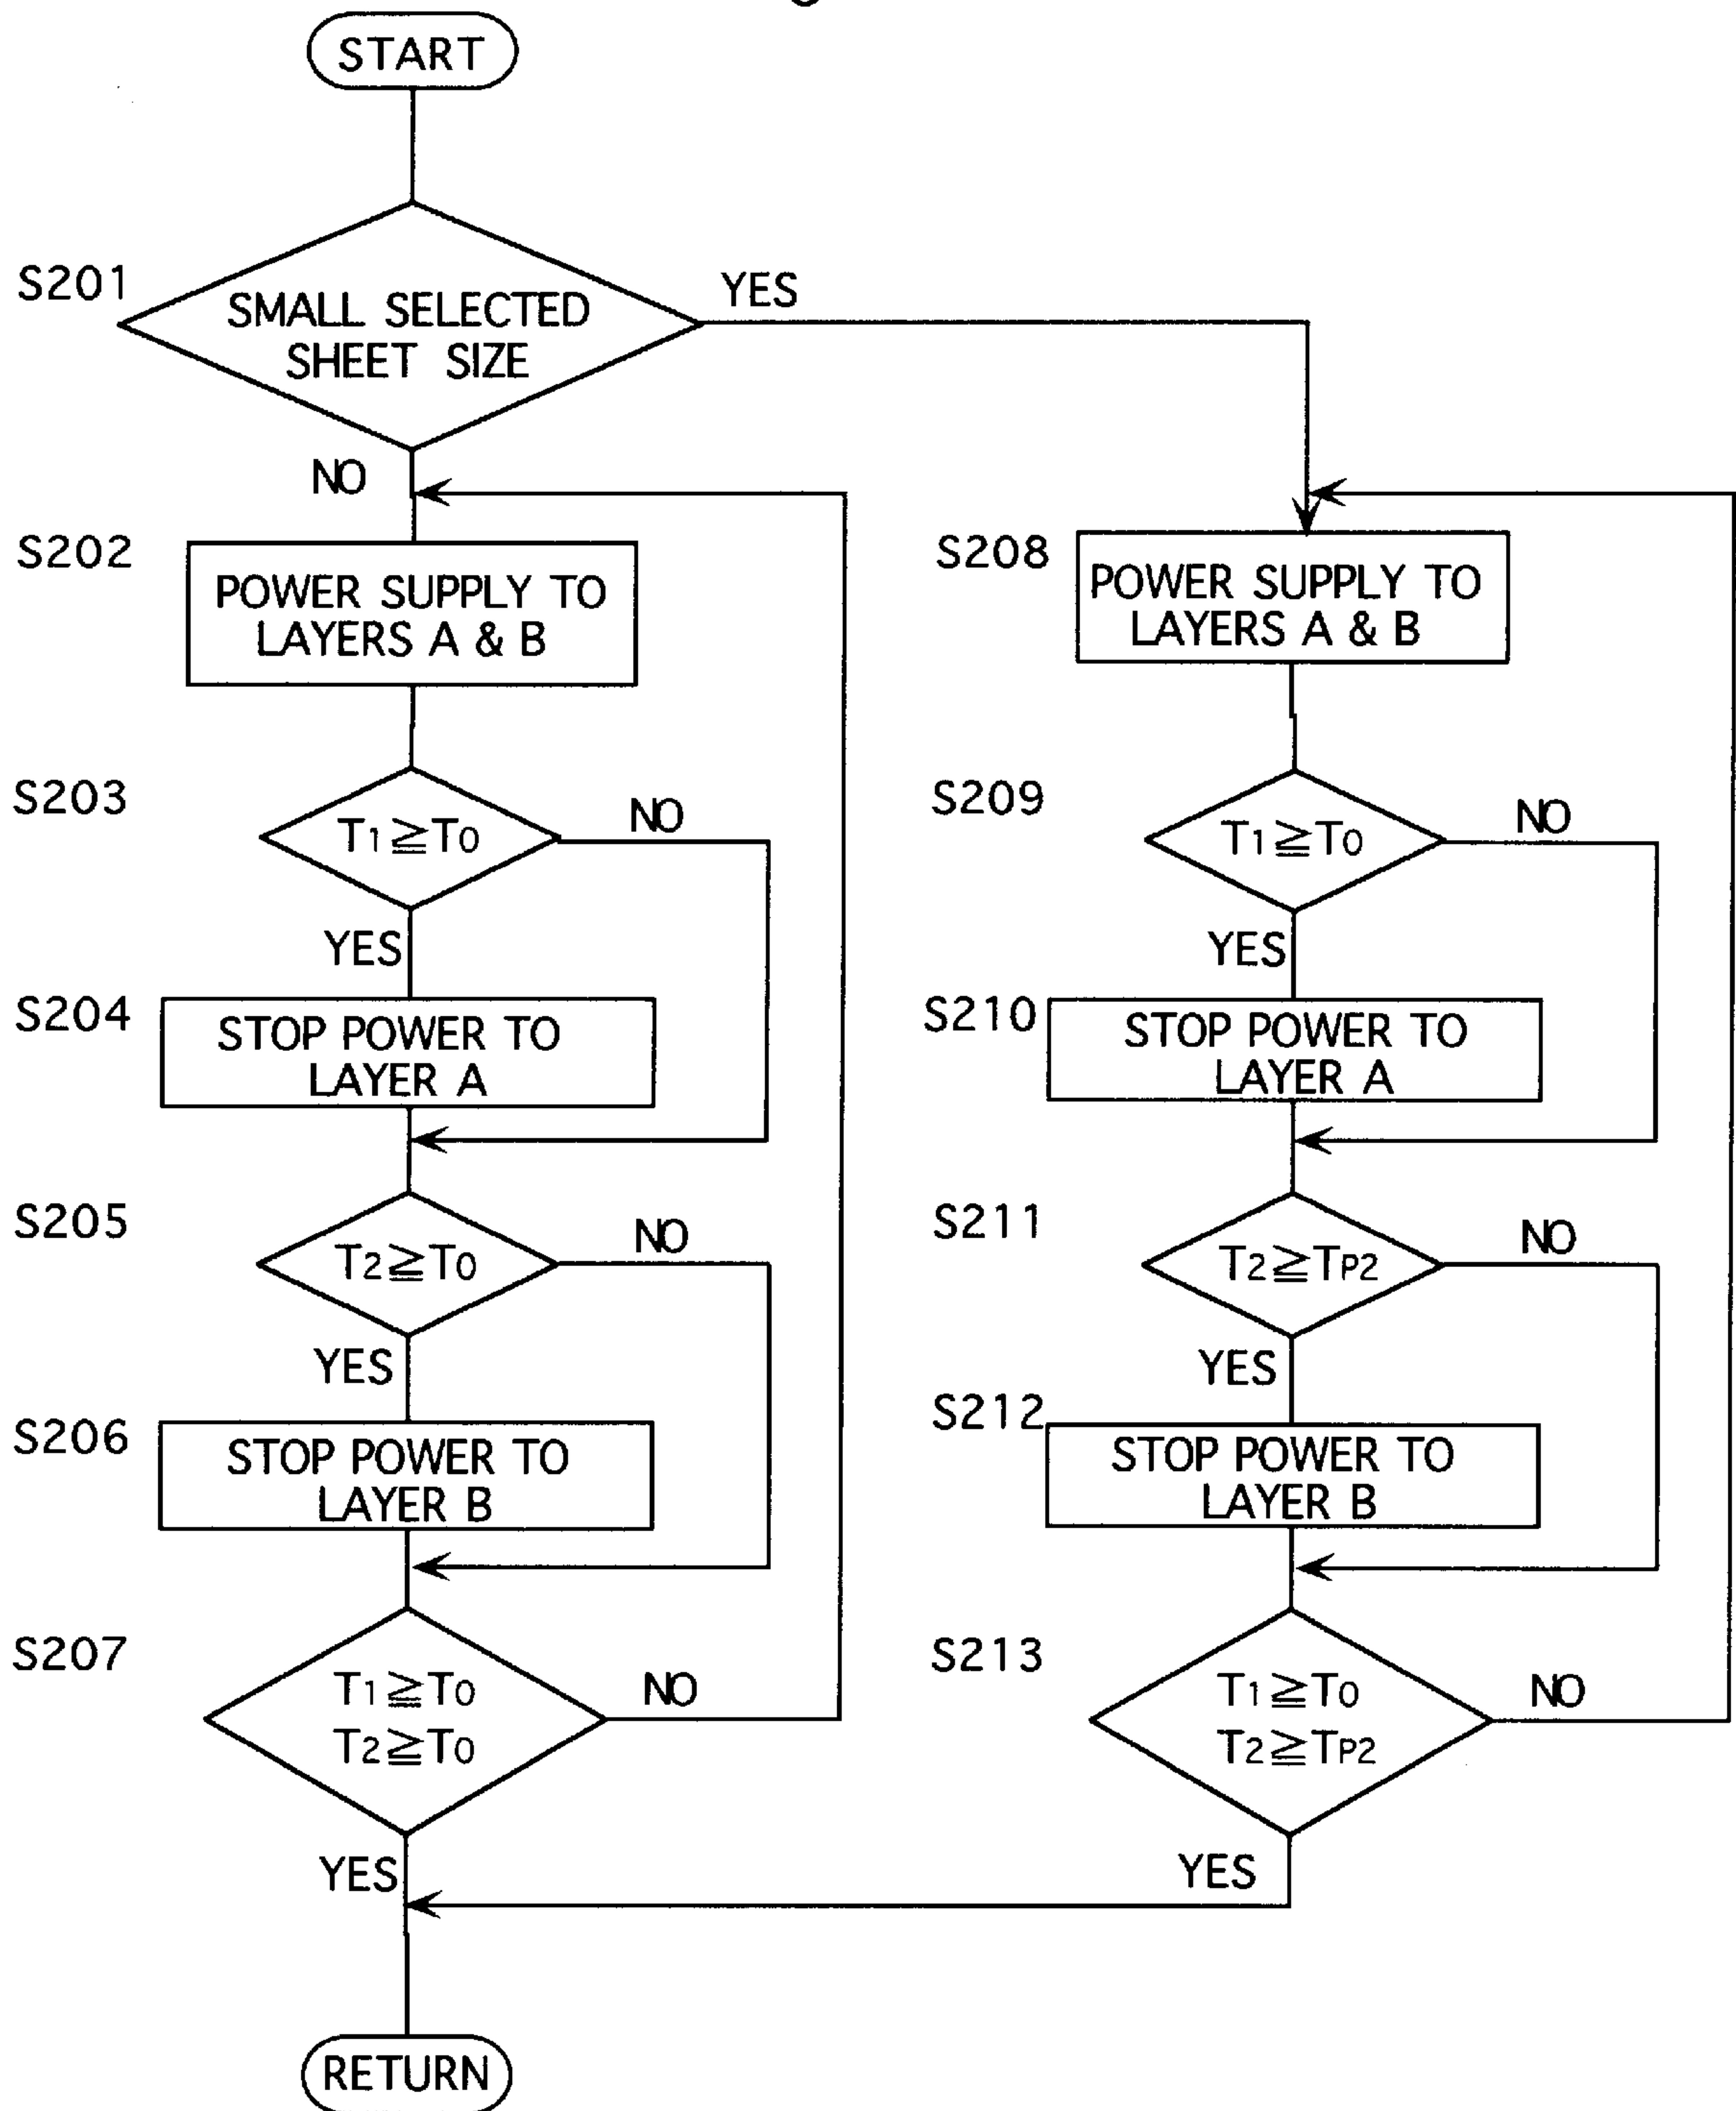 START
S201
SMALL SELECTED
SHEET SIZE
YES
NO
S202
POWER SUPPLY TO
LAYERS A & B
S203
T1≧T0
NO
YES
S204
STOP POWER TO
LAYER A
S205
T2≧T0
NO
YES
S206
STOP POWER TO
LAYER B
S207
T1≧T0
T2≧T0
NO
YES
S208
POWER SUPPLY TO
LAYERS A & B
S209
T1≧T0
NO
YES
S210
STOP POWER TO
LAYER A
S211
T2≧TP2
NO
YES
S212
STOP POWER TO
LAYER B
S213
T1≧T0
T2≧TP2
NO
YES
RETURN